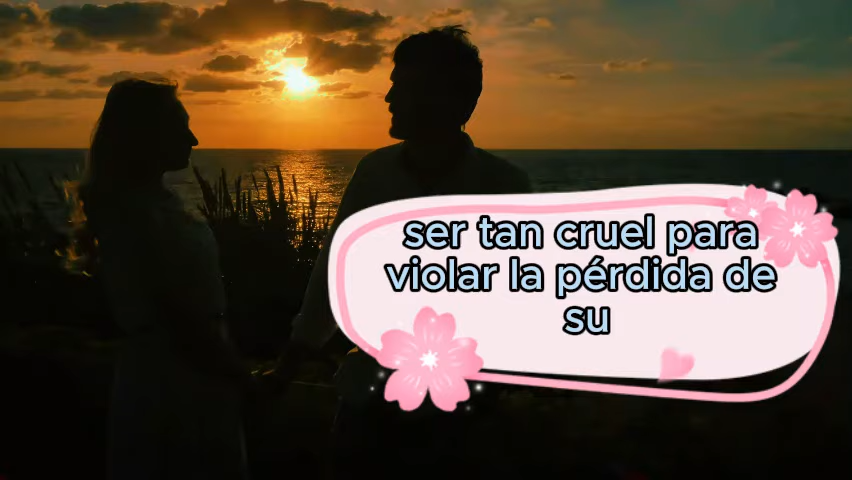 ser tan cruel para
violar la pérdida de
su